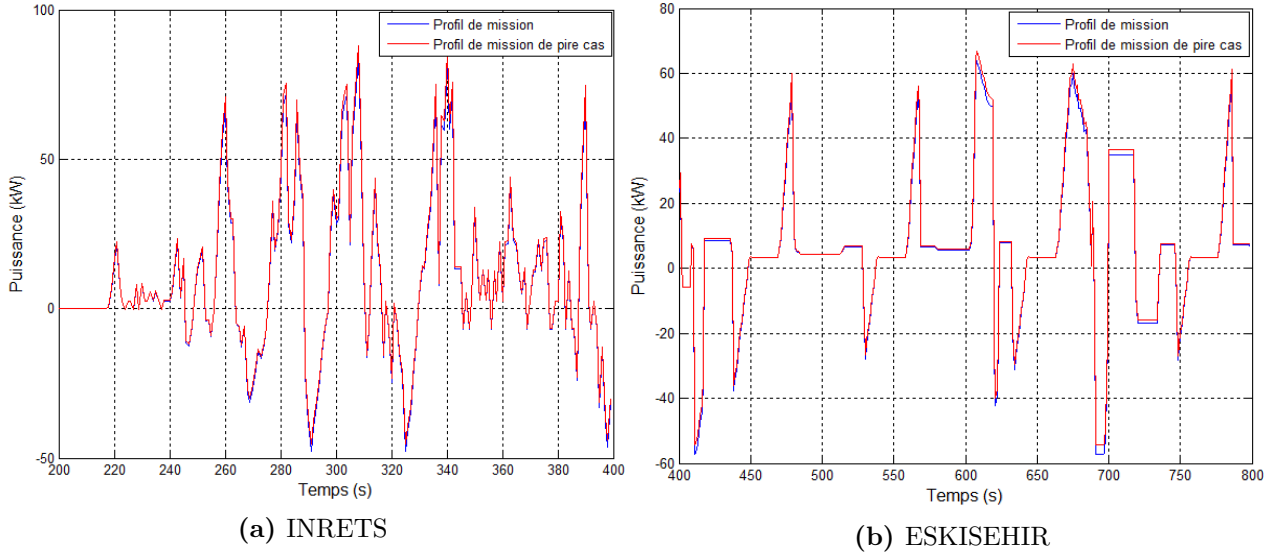 100
50
0
-50
Puissance (kW)
Profil de mission
Profil de mission de pire cas
200 220 240 260 280 300 320 340 360 380 400
Temps (s)
(a) INRETS
80
60
40
20
0
-20
-40
-60
Puissance (kW)
Profil de mission
Profil de mission de pire cas
400 450 500 550 600 650 700 750 800
Temps (s)
(b) ESKISEHIR